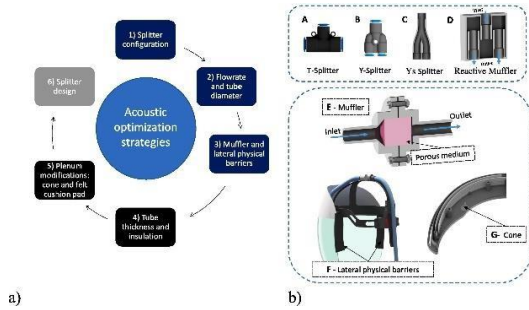 1) Splitter
configuration
2) Flowrate
and tube
diameter
3) Muffler and
lateral physical
barriers
4) Tube
thickness and
insulation
5) Plenum
modifications:
cone and felt
cushion pad
6) Splitter
design
Acoustic
optimization
strategies
a)
A
B
C
D
T-Splitter
Y-Splitter
Ys Splitter
Reactive Muffler
E - Muffler
Inlet
Outlet
Porous medium
F - Lateral physical barriers
G- Cone
b)